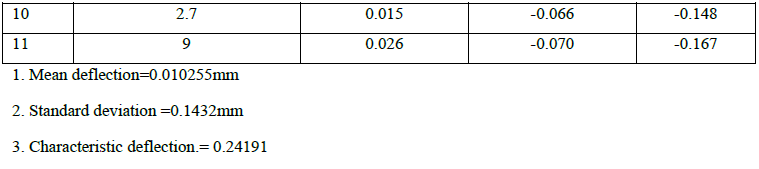 10 2.7 0.015 -0.066 -0.148
11 9 0.026 -0.070 -0.167
1. Mean deflection=0.010255mm
2. Standard deviation =0.1432mm
3. Characteristic deflection.= 0.24191